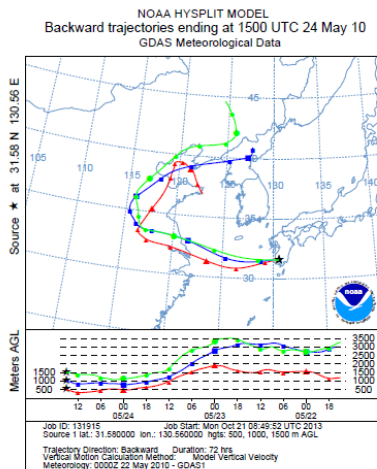 NOAA HYSPLIT MODEL
Backward trajectories ending at 1500 UTC 24 May 10
GDAS Meteorological Data
Source ★ at 31.58 N 130.56 E
45
105
110
115
120
125
130
135
140
35
30
noaa
Meters AGL
1500
1000
500
3500
3000
2500
2000
1500
1000
500
12 06 00 18 12 06 00 18 12 06 00 18
05/24 05/23 05/22
Job ID: 131915 Job Start: Mon Oct 21 08:49:52 UTC 2013
Source 1 lat.: 31.580000 lon.: 130.560000 hgts: 500, 1000, 1500 m AGL
Trajectory Direction: Backward Duration: 72 hrs
Vertical Motion Calculation Method: Model Vertical Velocity
Meteorology: 0000Z 22 May 2010 - GDAS1